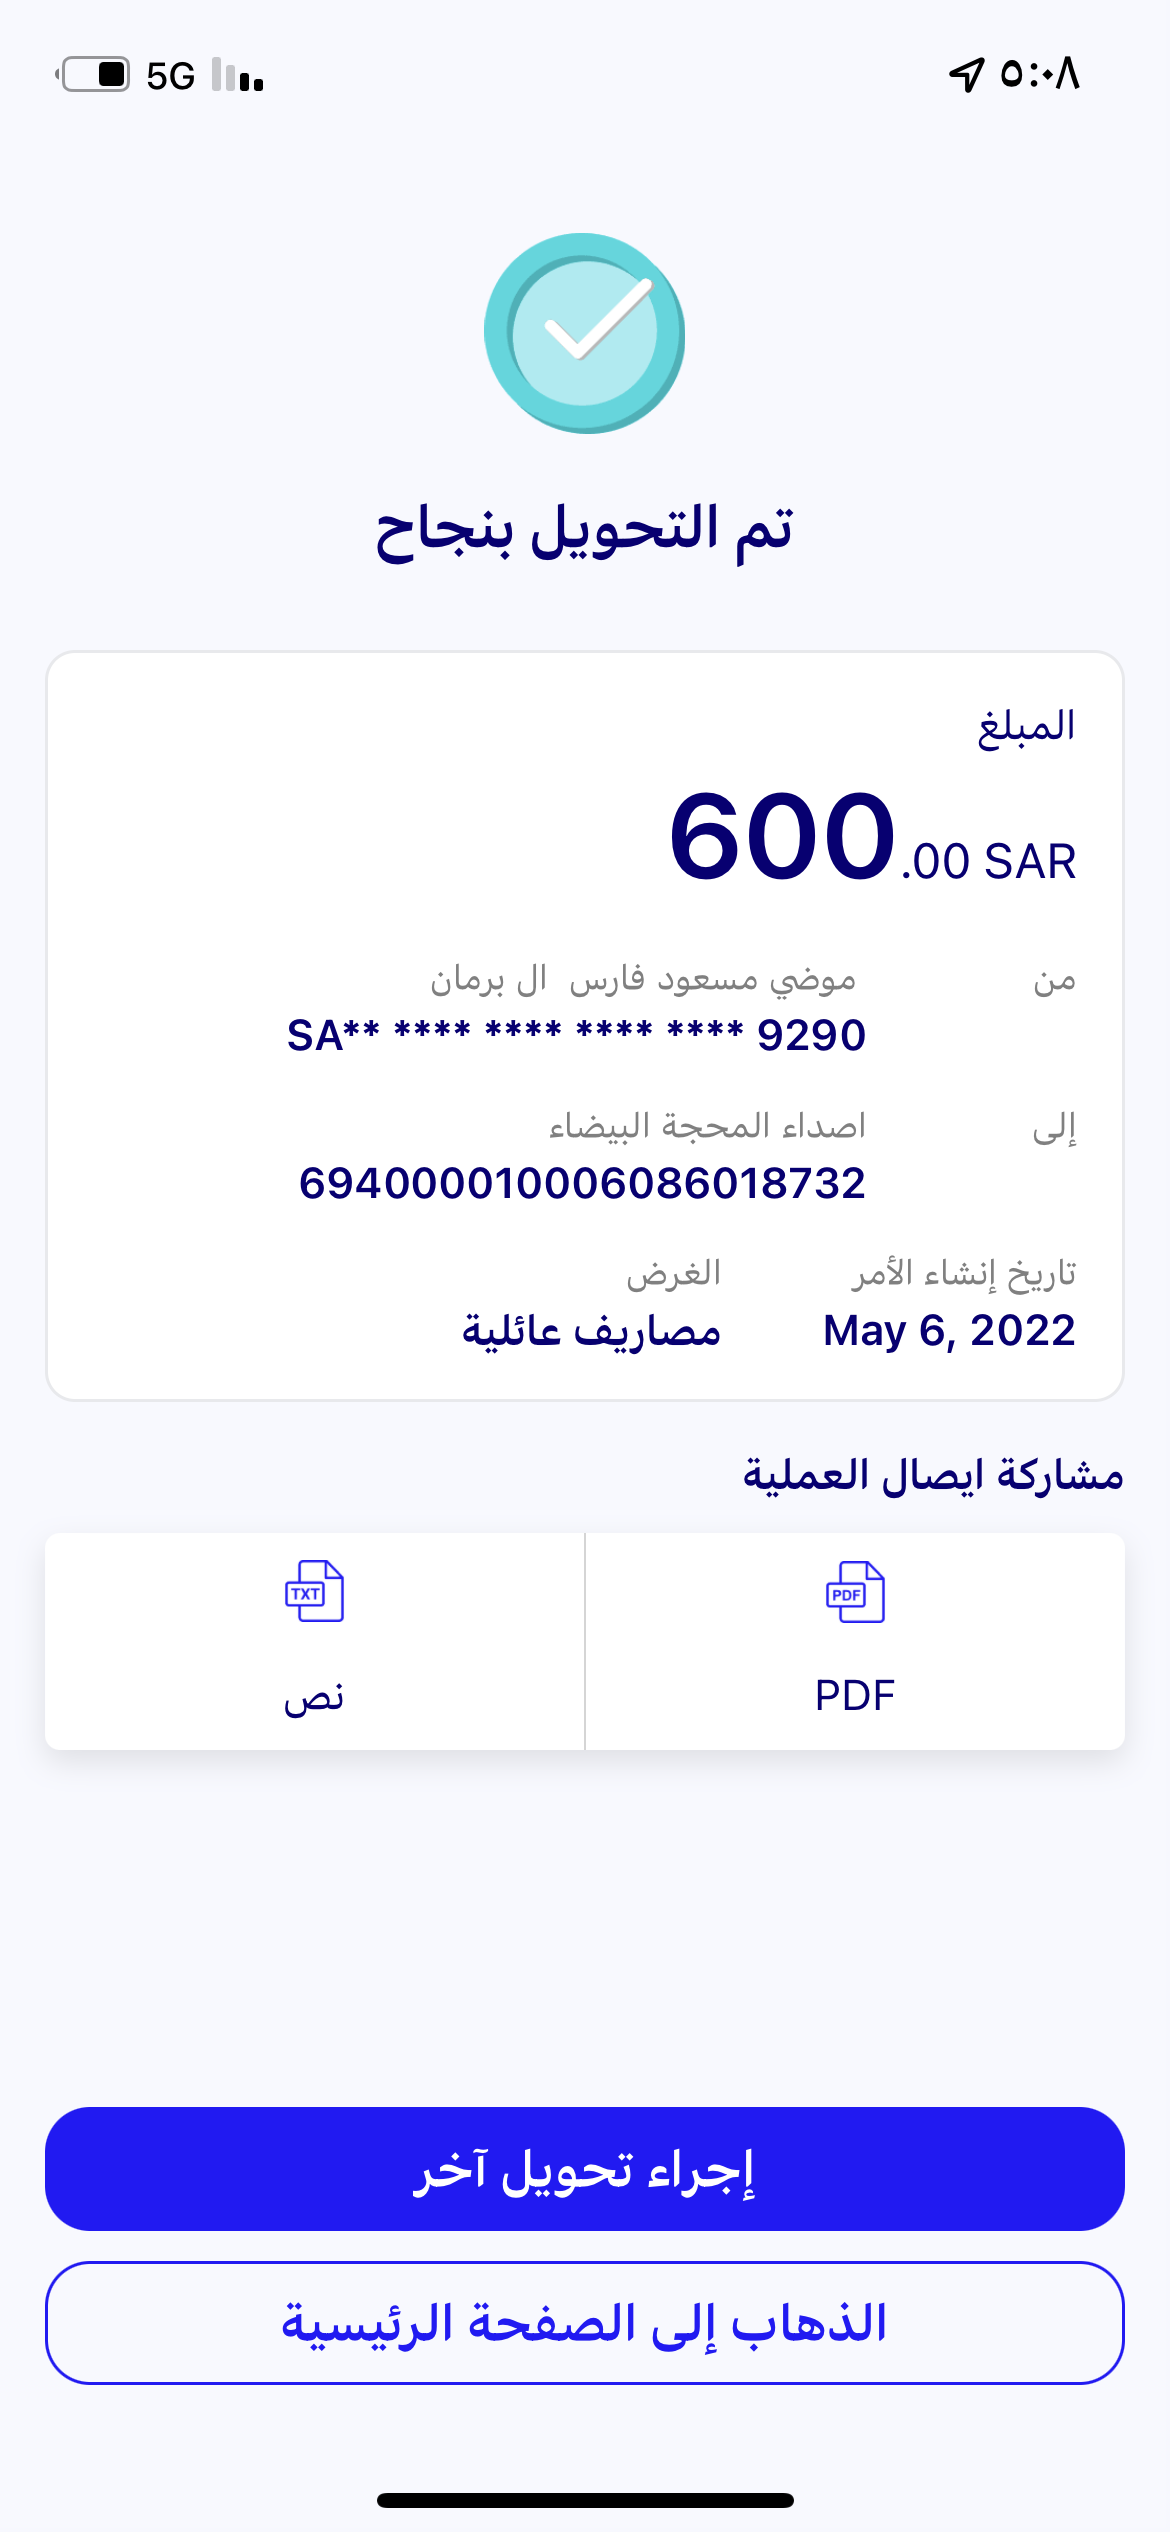 ٥:٠٨
5G
تم التحويل بنجاح
المبلغ
600.00 SAR
من موضي مسعود فارس ال برمان
SA** **** **** **** **** 9290
إلى اصداء المحجة البيضاء
694000010006086018732
تاريخ إنشاء الأمر الغرض
May 6, 2022 مصاريف عائلية
مشاركة ايصال العملية
PDF TXT
PDF نص
إجراء تحويل آخر
الذهاب إلى الصفحة الرئيسية